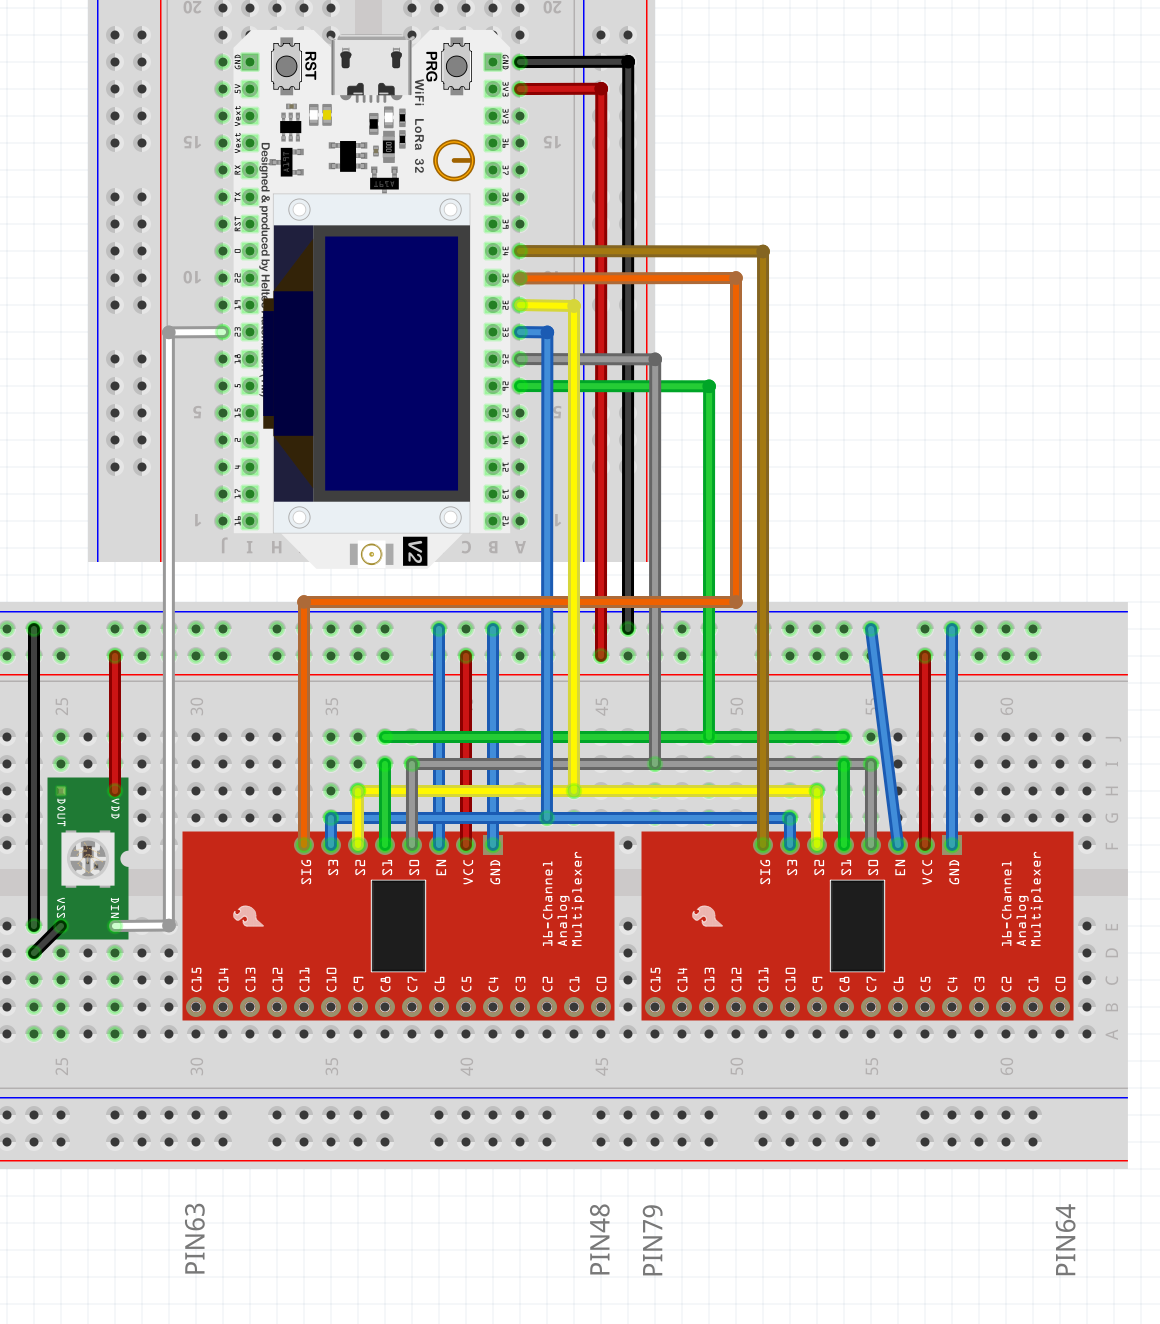 20 20
15 15
10 10
5 5
1 1
J I H C B A
RST
PRG
WiFi LoRa 32
GND
5V
Vext
Vext
RX
TX
RST
0
22
19
23
18
5
15
2
4
17
16
GND
3V3
3V3
36
37
38
39
34
35
32
33
25
26
27
14
12
13
21
V2
25 30 35 45 50 55 60
J
I
H
G
F
DOUT
VDD
VSS
DIN
SIG S3 S2 S1 S0 EN VCC GND
16-Channel
Analog
Multiplexer
C15 C14 C13 C12 C11 C10 C9 C8 C7 C6 C5 C4 C3 C2 C1 C0
SIG S3 S2 S1 S0 EN VCC GND
16-Channel
Analog
Multiplexer
C15 C14 C13 C12 C11 C10 C9 C8 C7 C6 C5 C4 C3 C2 C1 C0
E
D
C
B
A
25 30 35 40 45 50 55 60
PIN63
PIN48
PIN79
PIN64